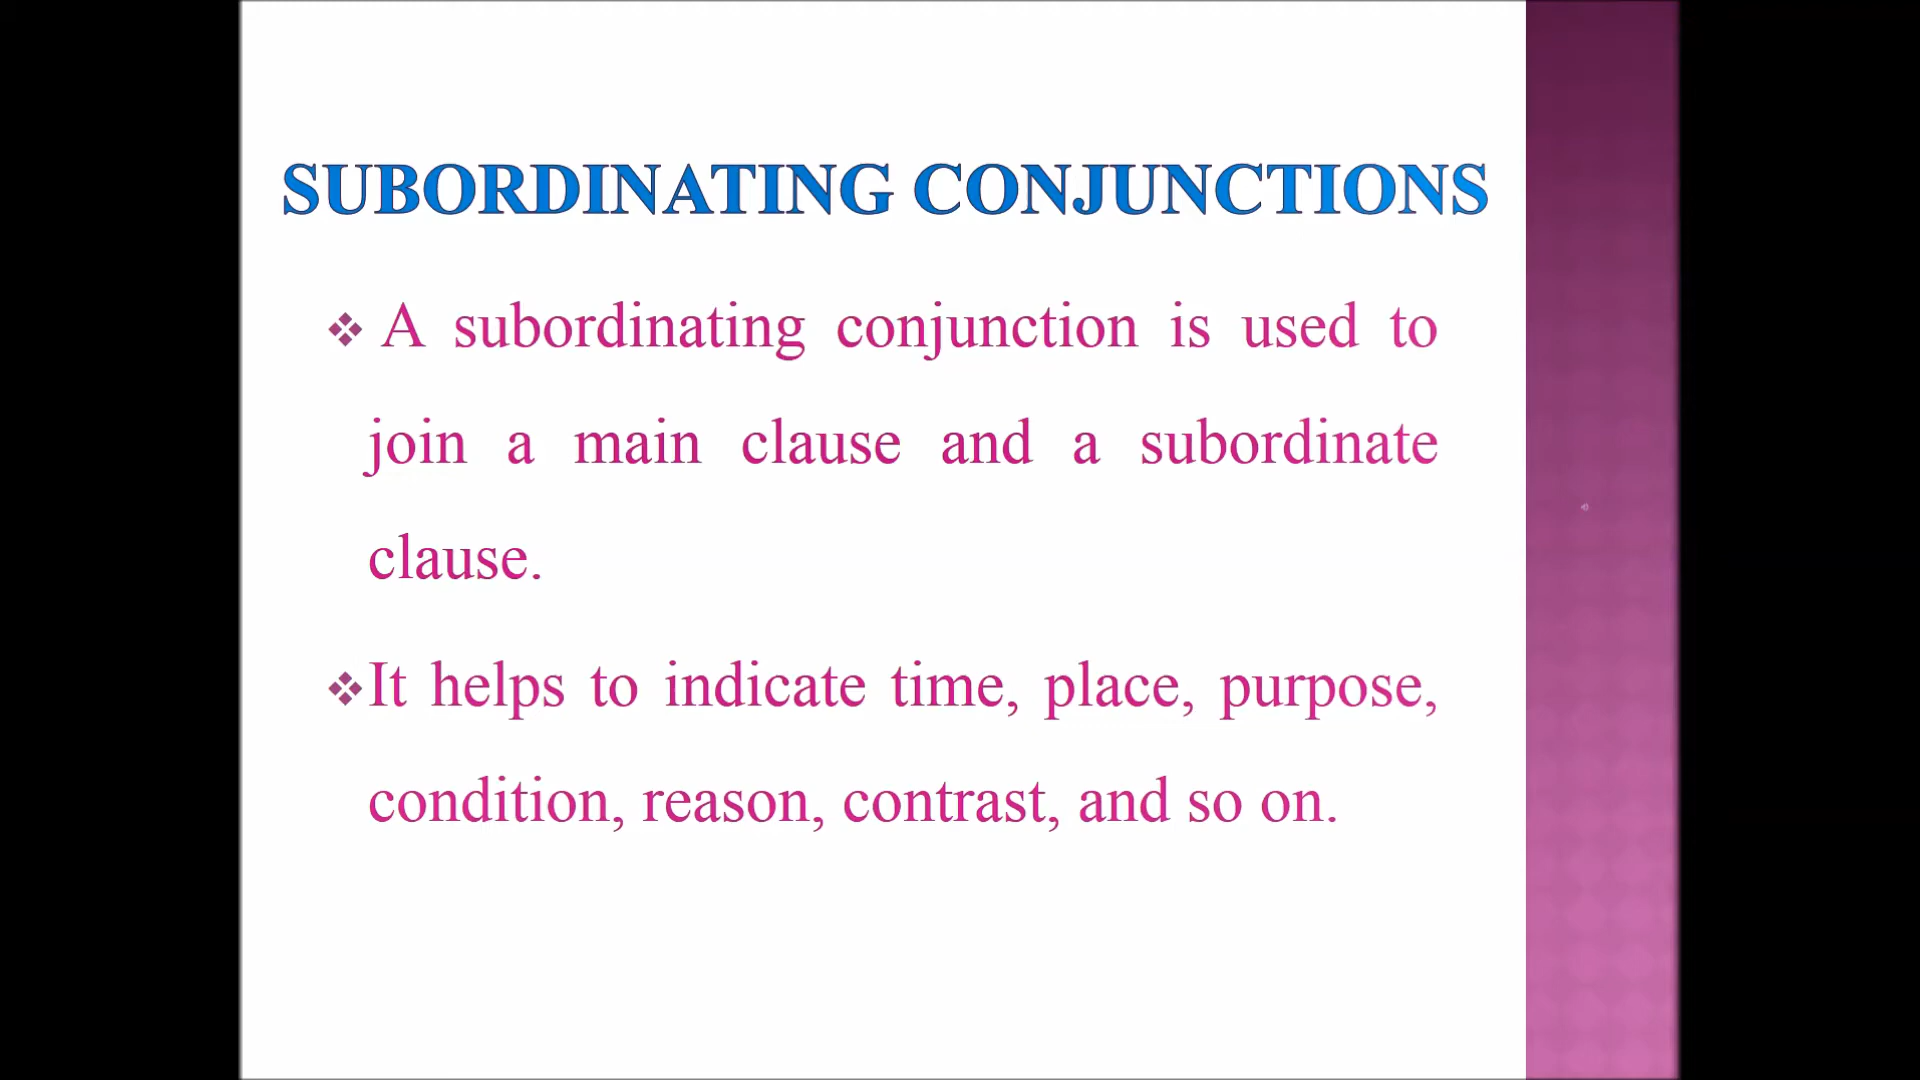 SUBORDINATING CONJUNCTIONS
❖ A subordinating conjunction is used to
join a main clause and a subordinate
clause.
❖It helps to indicate time, place, purpose,
condition, reason, contrast, and so on.